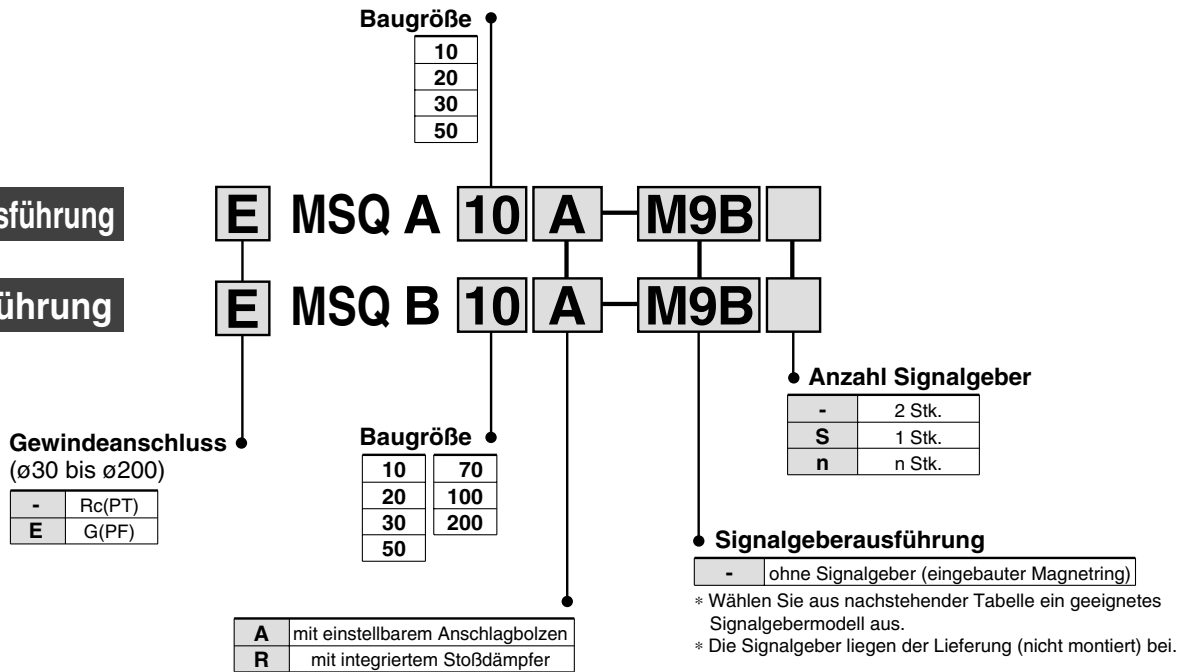 Baugröße
10
20
30
50
E MSQ A 10 A M9B
E MSQ B 10 A M9B
Anzahl Signalgeber
- 2 Stk.
S 1 Stk.
n n Stk.
Gewindeanschluss
(ø30 bis ø200)
- Rc(PT)
E G(PF)
Baugröße
10 70
20 100
30 200
50
Signalgeberausführung
- ohne Signalgeber (eingebauter Magnetring)
* Wählen Sie aus nachstehender Tabelle ein geeignetes
Signalgebermodell aus.
* Die Signalgeber liegen der Lieferung (nicht montiert) bei.
A mit einstellbarem Anschlagbolzen
R mit integriertem Stoßdämpfer